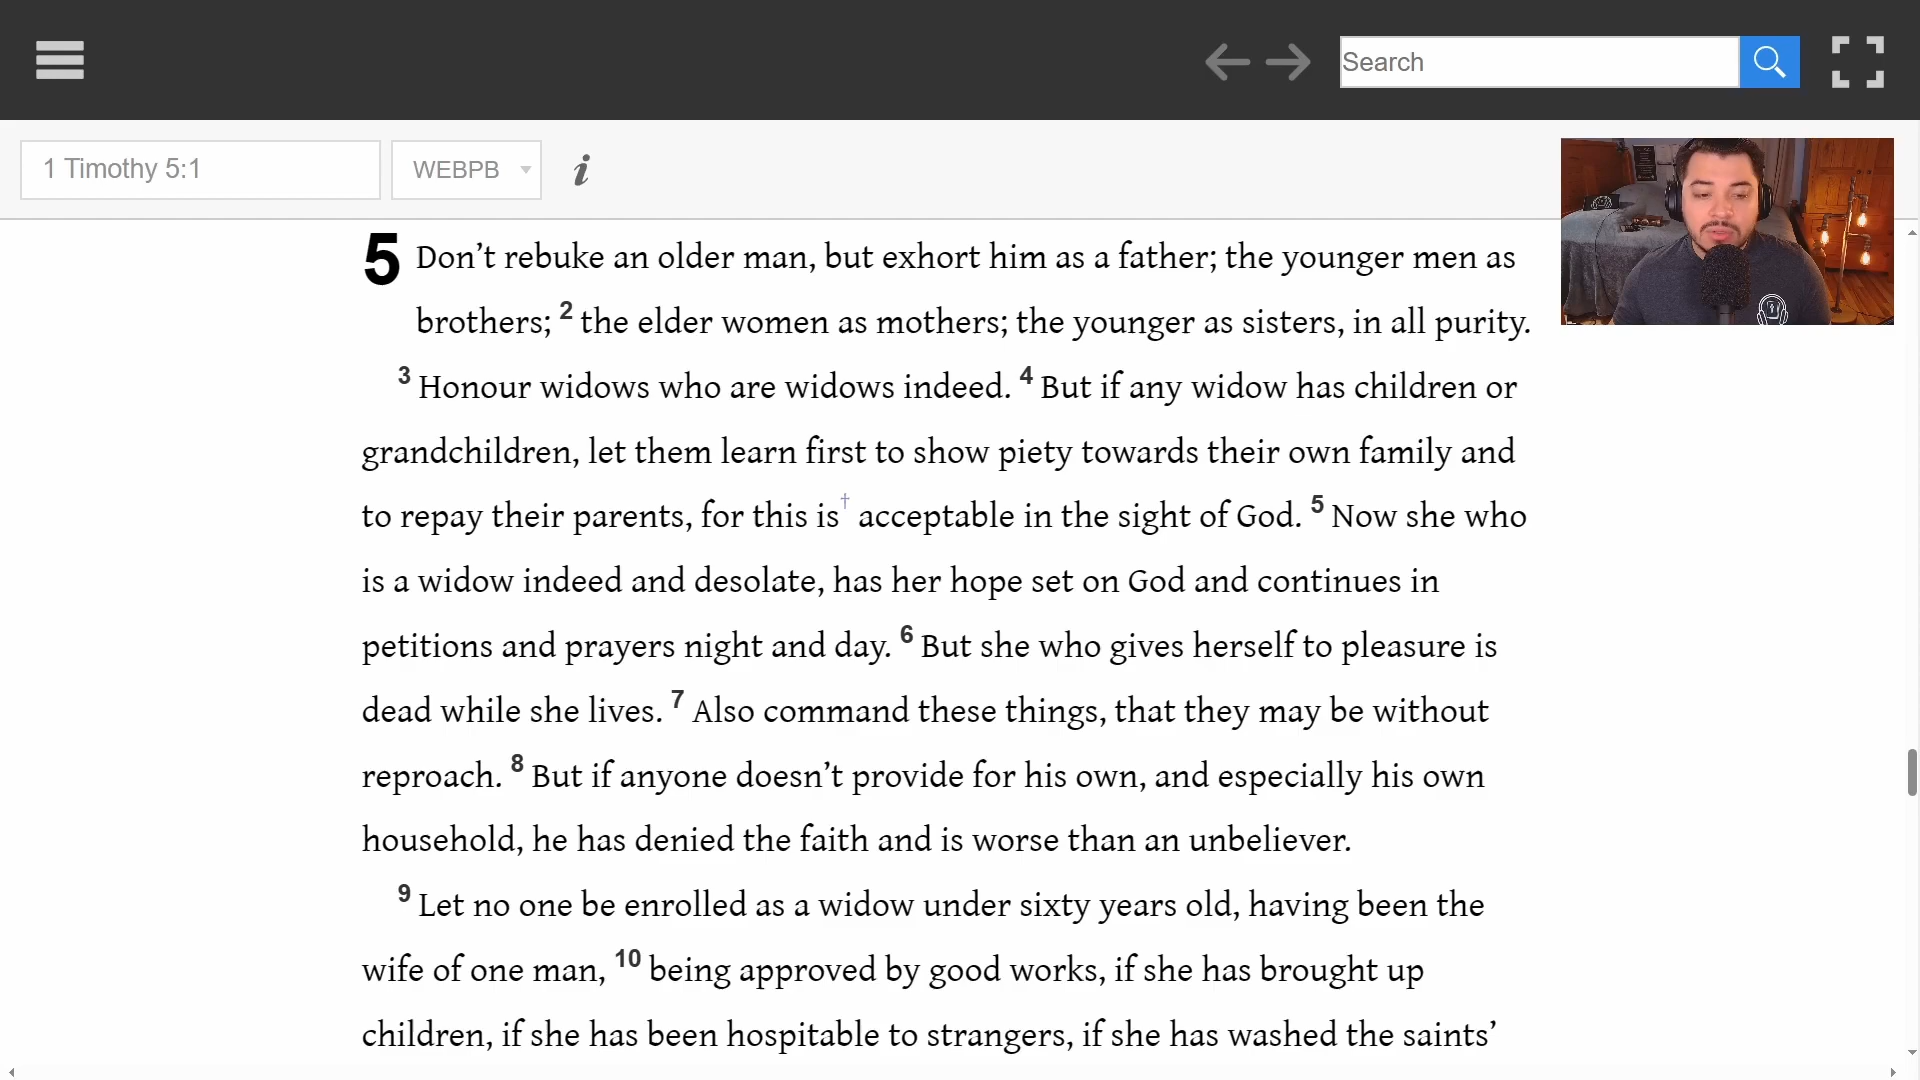 Search
1 Timothy 5:1
WEBPB
i
5 Don’t rebuke an older man, but exhort him as a father; the younger men as
brothers; 2 the elder women as mothers; the younger as sisters, in all purity.
3 Honour widows who are widows indeed. 4 But if any widow has children or
grandchildren, let them learn first to show piety towards their own family and
to repay their parents, for this is† acceptable in the sight of God. 5 Now she who
is a widow indeed and desolate, has her hope set on God and continues in
petitions and prayers night and day. 6 But she who gives herself to pleasure is
dead while she lives. 7 Also command these things, that they may be without
reproach. 8 But if anyone doesn’t provide for his own, and especially his own
household, he has denied the faith and is worse than an unbeliever.
9 Let no one be enrolled as a widow under sixty years old, having been the
wife of one man, 10 being approved by good works, if she has brought up
children, if she has been hospitable to strangers, if she has washed the saints’